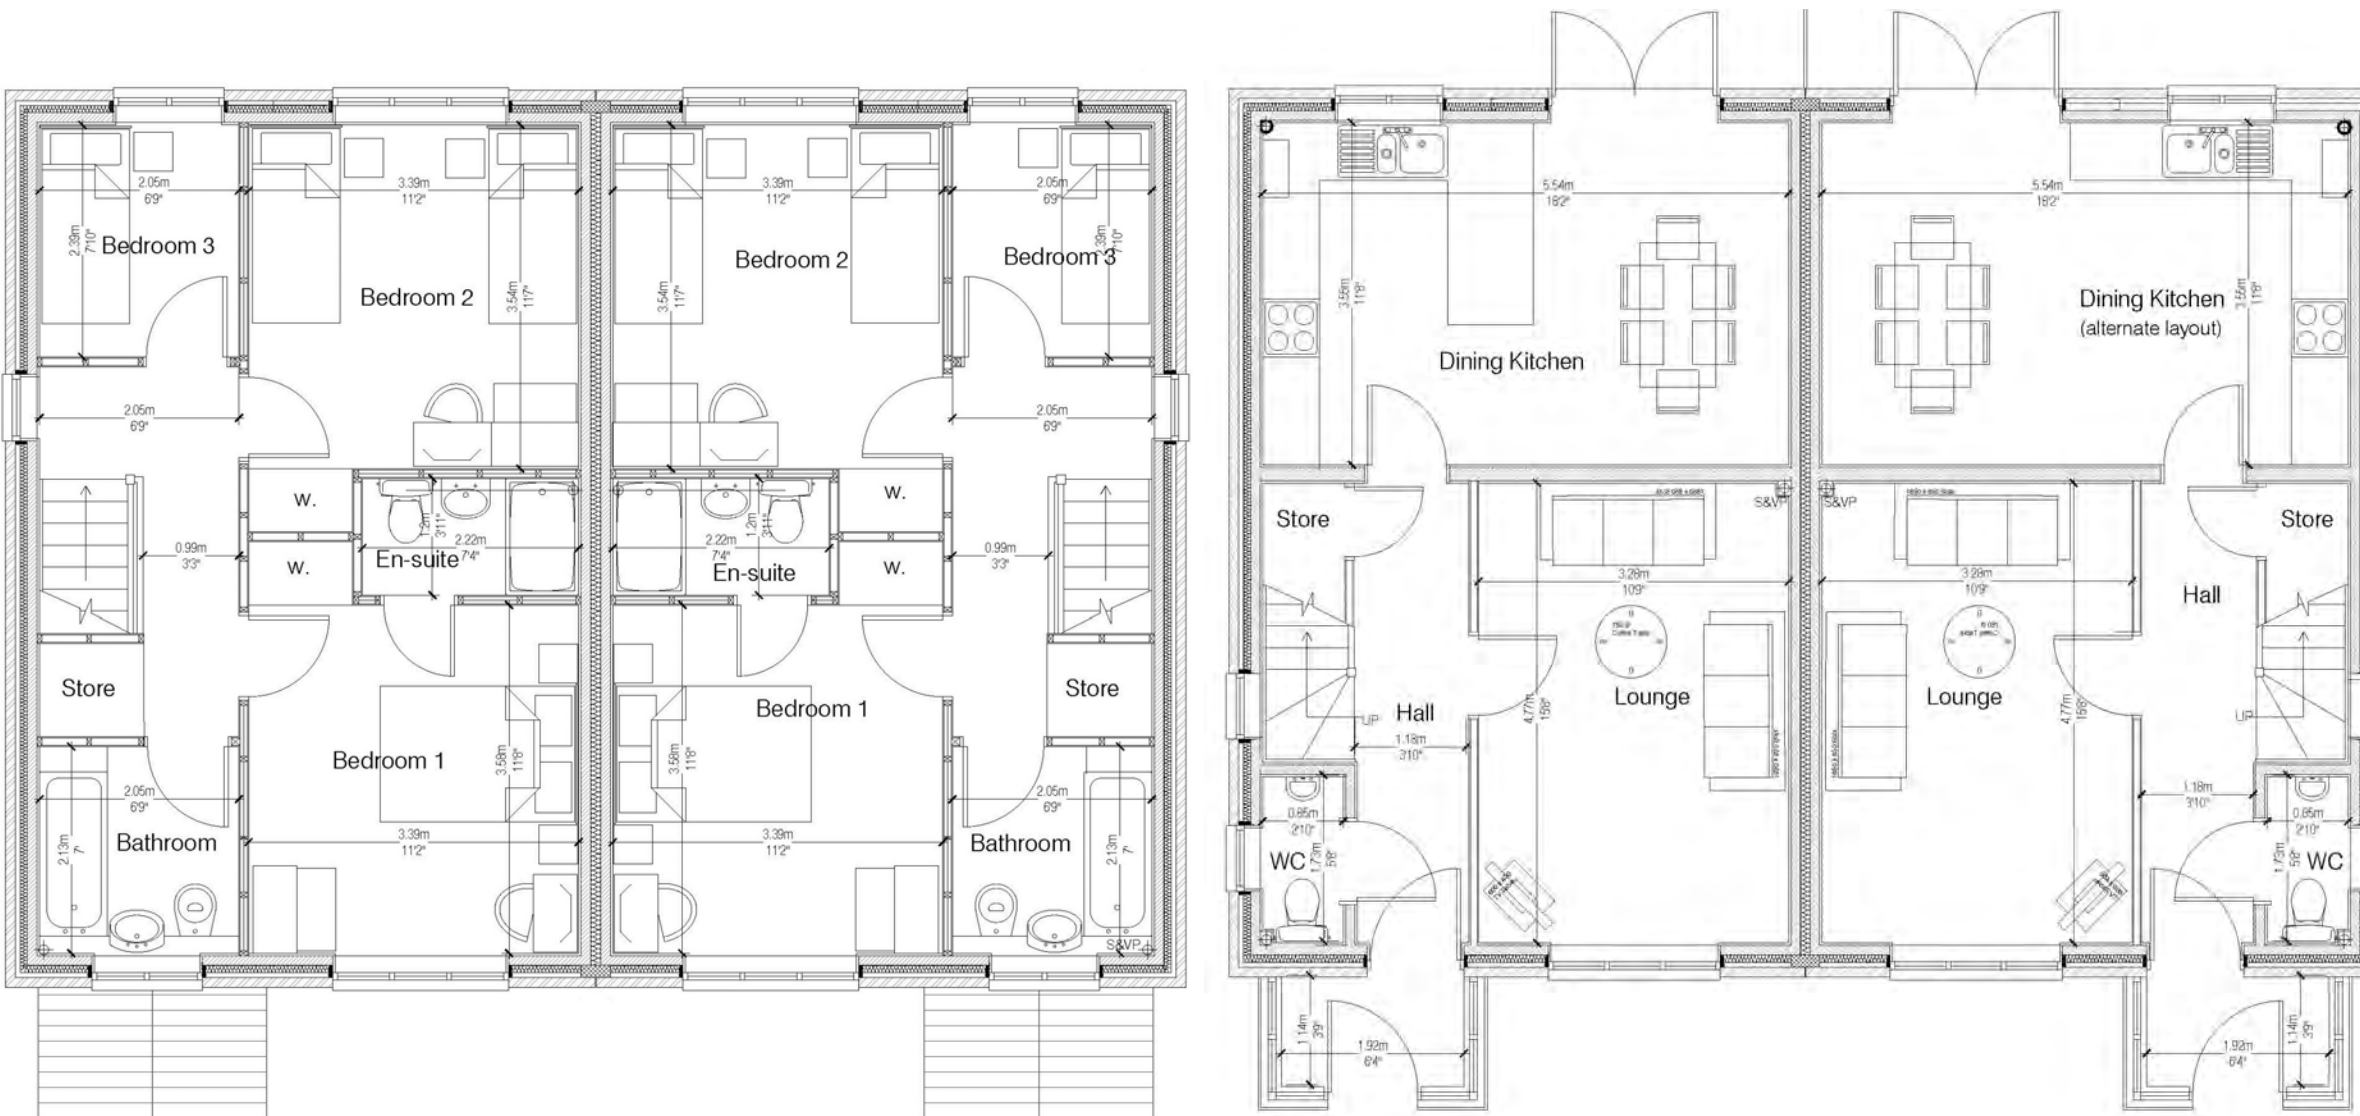 2.05m
6'9"
3.39m
11'2"
3.39m
11'2"
2.05m
6'9"
2.39m
7'10"
Bedroom 3
Bedroom 2
3.54m
11'7"
3.54m
11'7"
Bedroom 2
Bedroom 3
2.39m
7'10"
2.05m
6'9"
2.05m
6'9"
W.
W.
1.2m
3'11"
2.22m
7'4"
En-suite
1.2m
3'11"
2.22m
7'4"
En-suite
W.
W.
0.99m
3'3"
0.99m
3'3"
Store
Store
Bedroom 1
3.58m
11'8"
3.58m
11'8"
Bedroom 1
2.05m
6'9"
3.39m
11'2"
3.39m
11'2"
2.05m
6'9"
2.13m
7'
Bathroom
Bathroom
2.13m
7'
S&VP
5.54m
18'2"
5.54m
18'2"
3.55m
11'8"
Dining Kitchen
Dining Kitchen
(alternate layout)
3.55m
11'8"
Store
S&VP
S&VP
Store
3.28m
10'9"
3.28m
10'9"
Hall
Lounge
4.77m
15'8"
Lounge
4.77m
15'8"
UP
Hall
1.18m
3'10"
UP
1.18m
3'10"
0.85m
2'10"
WC
1.73m
5'8"
0.85m
2'10"
1.73m
5'8"
WC
1.14m
3'9"
1.92m
6'4"
1.92m
6'4"
1.14m
3'9"